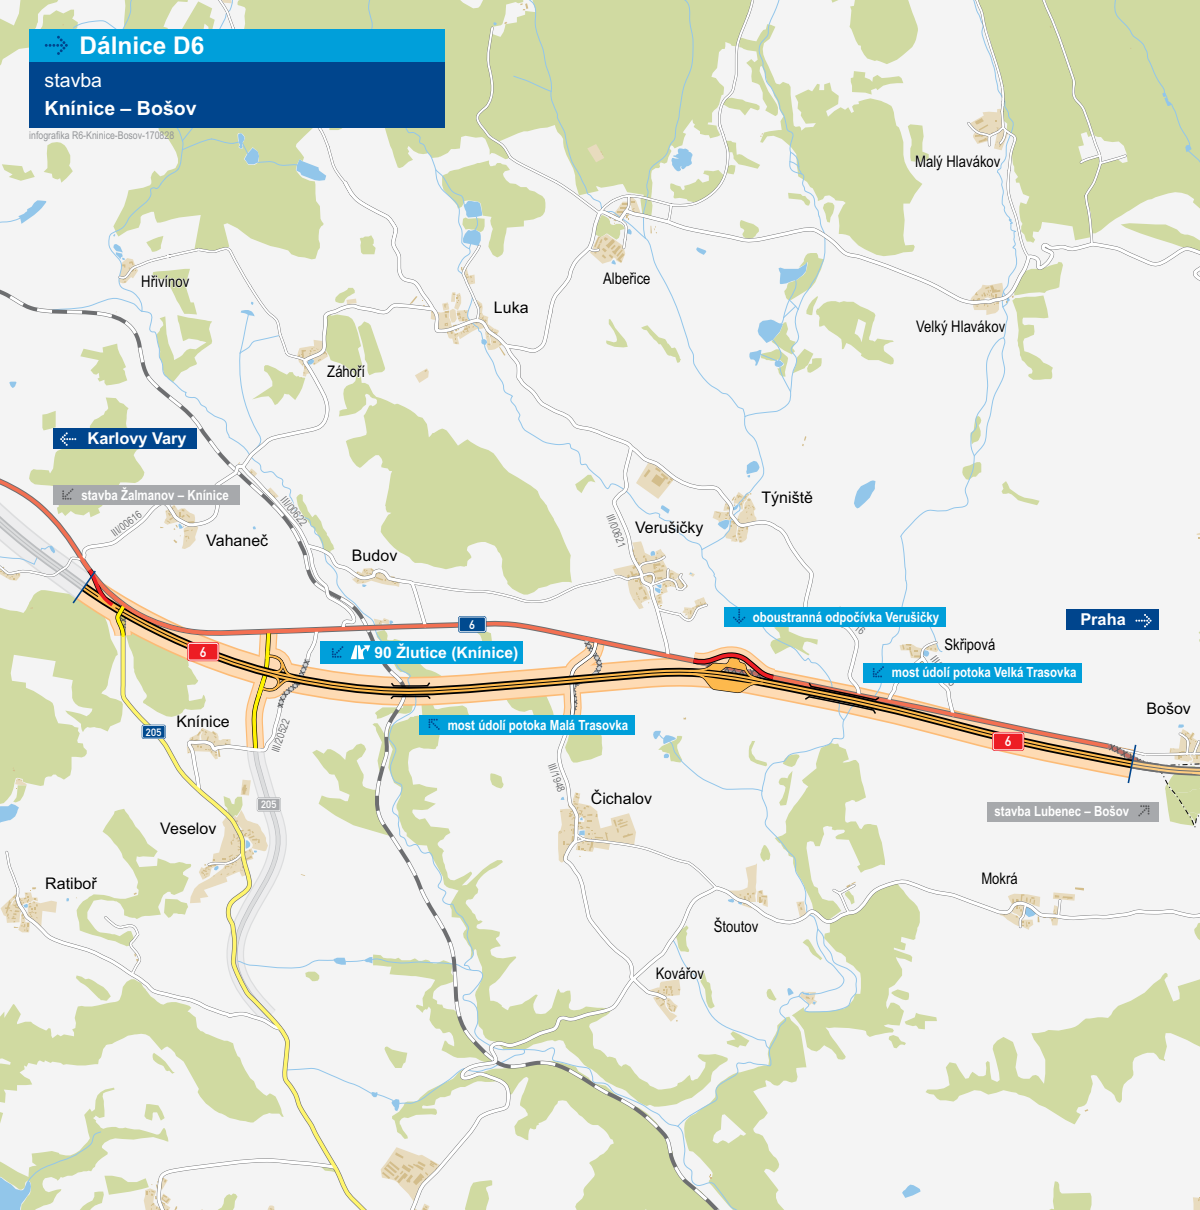 Dálnice D6
stavba
Knínice – Bošov
infografika R6-Kninice-Bosov-170828
Malý Hlavákov
Hřivínov
Albeřice
Luka
Velký Hlavákov
Záhoří
Karlovy Vary
stavba Žalmanov – Knínice
III/00616
III/00622
Vahaneč
Budov
III/00621
Verušičky
Týniště
6
oboustranná odpočívka Verušičky
Praha
Skřipová
6
90 Žlutice (Knínice)
most údolí potoka Velká Trasovka
Bošov
Knínice
205
III/20522
most údolí potoka Malá Trasovka
6
III/1948
205
Čichalov
stavba Lubenec – Bošov
Veselov
Ratiboř
Mokrá
Štoutov
Kovářov